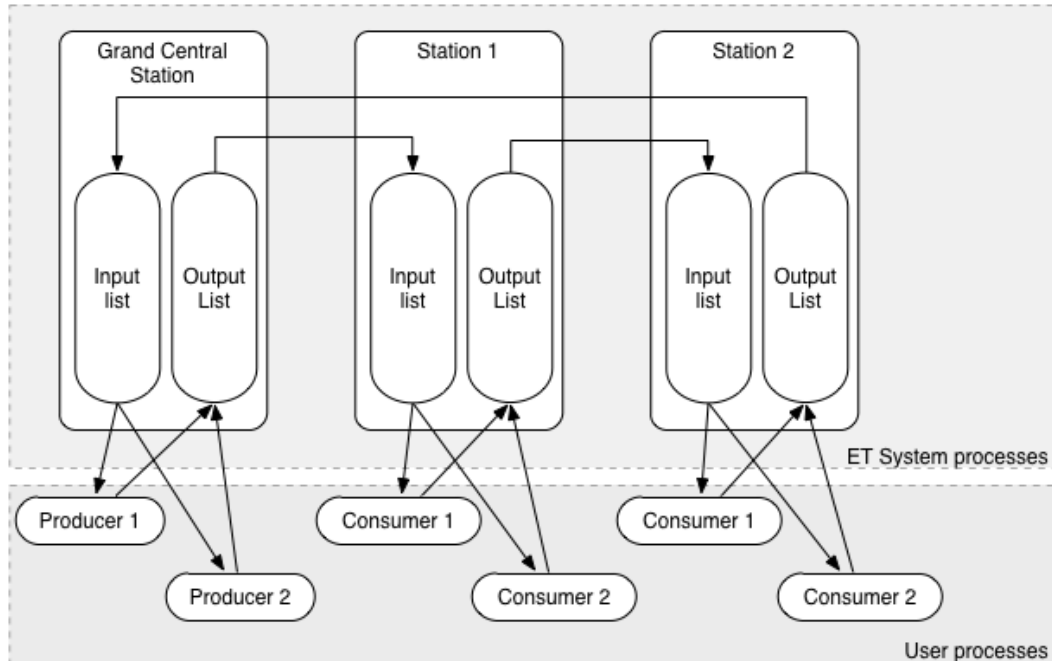 Grand Central
Station
Station 1
Station 2
Input
list
Output
List
Input
list
Output
List
Input
list
Output
List
ET System processes
Producer 1
Consumer 1
Consumer 1
Producer 2
Consumer 2
Consumer 2
User processes